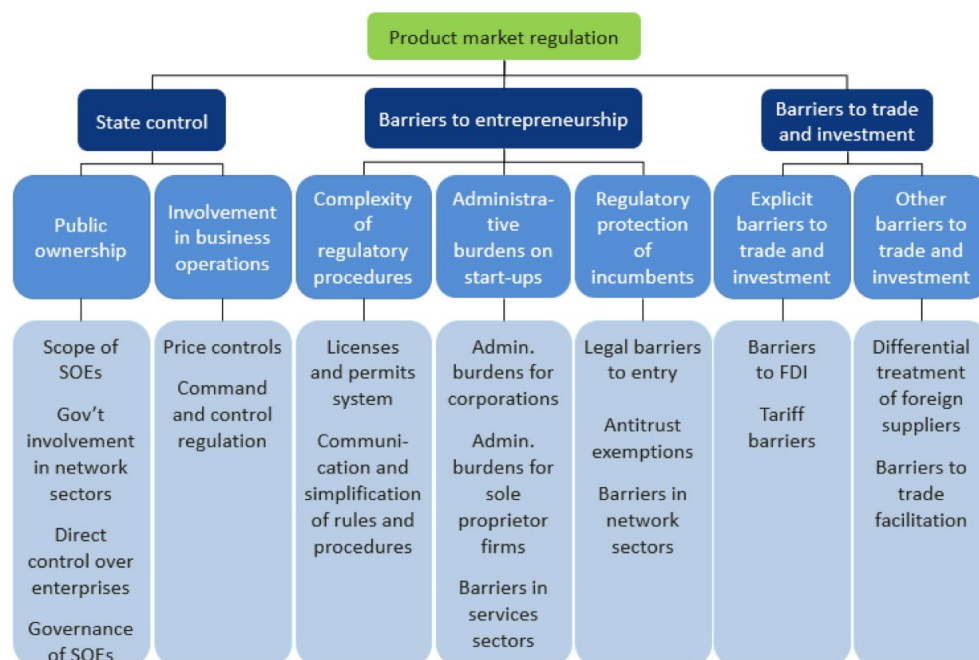 Product market regulation
State control
Barriers to entrepreneurship
Barriers to trade
and investment
Public
ownership
Involvement
in business
operations
Complexity
of
regulatory
procedures
Administra-
tive
burdens on
start-ups
Regulatory
protection
of
incumbents
Explicit
barriers to
trade and
investment
Other
barriers to
trade and
investment
Scope of
SOEs
Gov’t
involvement
in network
sectors
Direct
control over
enterprises
Governance
of SOEs
Price controls
Command
and control
regulation
Licenses
and permits
system
Communi-
cation and
simplification
of rules and
procedures
Admin.
burdens for
corporations
Admin.
burdens for
sole
proprietor
firms
Barriers in
services
sectors
Legal barriers
to entry
Antitrust
exemptions
Barriers in
network
sectors
Barriers
to FDI
Tariff
barriers
Differential
treatment
of foreign
suppliers
Barriers to
trade
facilitation